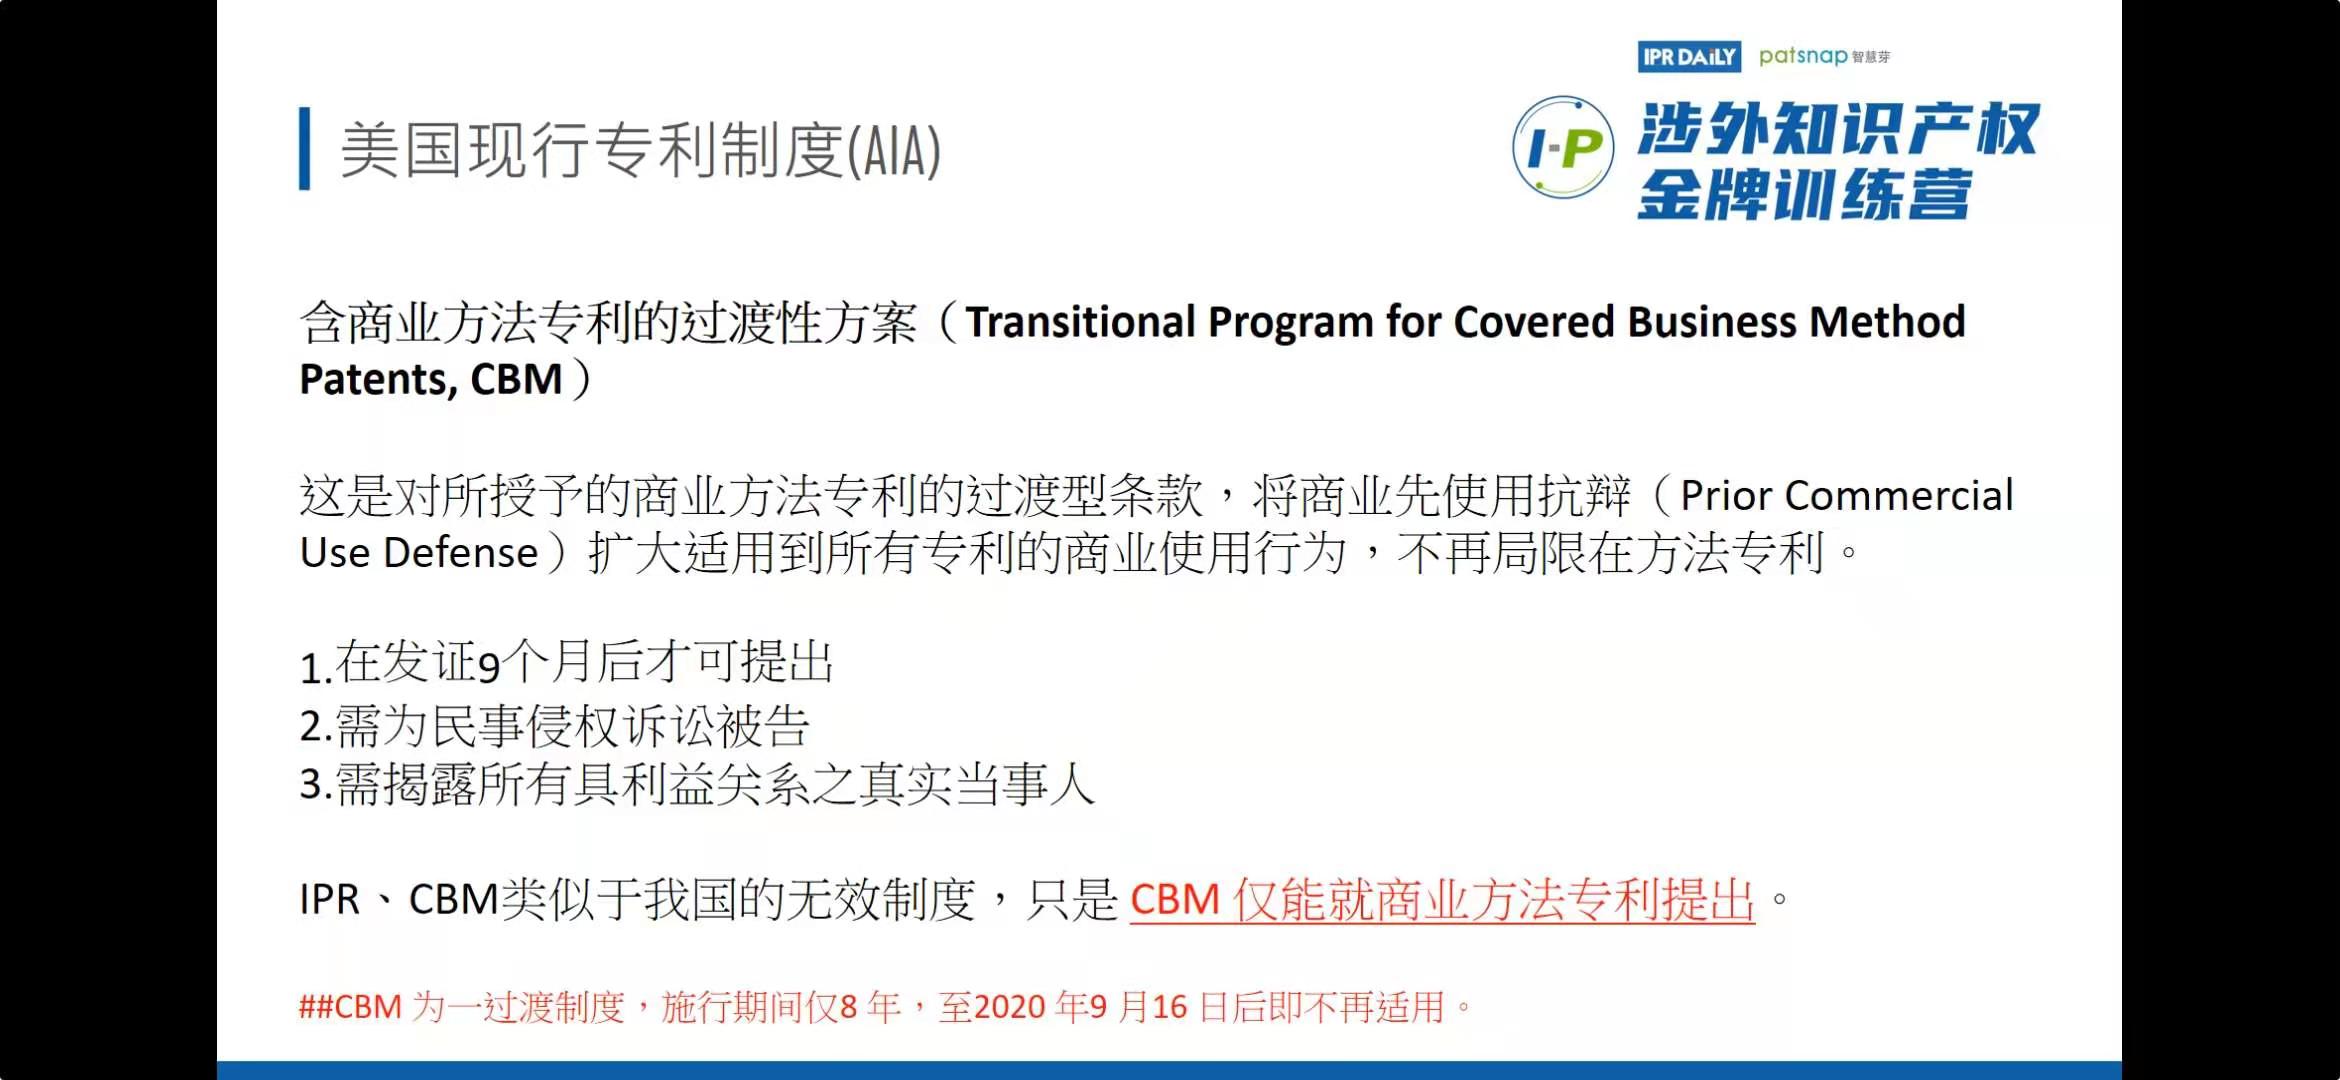 IPR DAiLY patsnap智慧芽
美国现行专利制度(AIA)
I-P
涉外知识产权
金牌训练营
含商业方法专利的过渡性方案（Transitional Program for Covered Business Method
Patents, CBM）
这是对所授予的商业方法专利的过渡型条款，将商业先使用抗辩（Prior Commercial
Use Defense）扩大适用到所有专利的商业使用行为，不再局限在方法专利。
1.在发证9个月后才可提出
2.需为民事侵权诉讼被告
3.需揭露所有具利益关系之真实当事人
IPR、CBM类似于我国的无效制度，只是 CBM 仅能就商业方法专利提出。
##CBM 为一过渡制度，施行期间仅8 年，至2020 年9 月16 日后即不再适用。